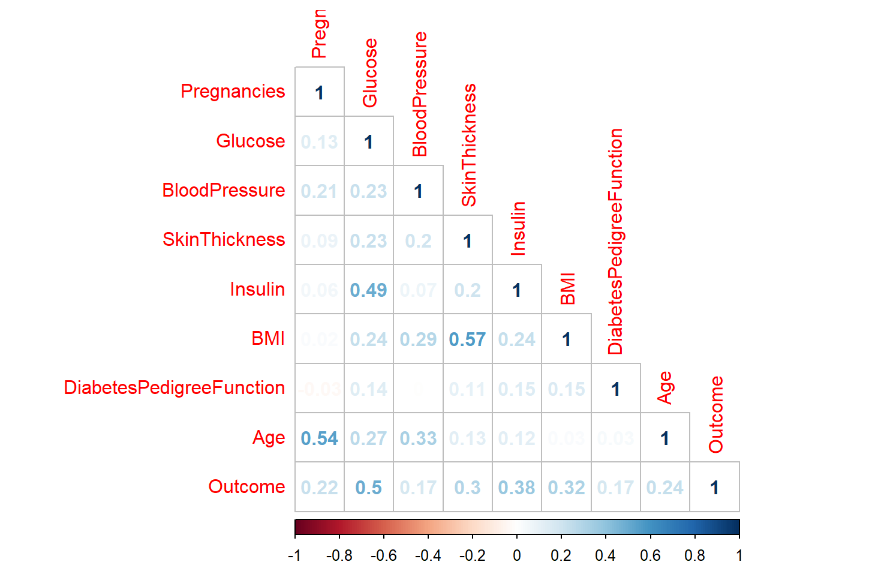 Pregn
Glucose
BloodPressure
SkinThickness
Insulin
BMI
DiabetesPedigreeFunction
Age
Outcome
Pregnancies 1
Glucose 0.13 1
BloodPressure 0.21 0.23 1
SkinThickness 0.09 0.23 0.2 1
Insulin 0.06 0.49 0.07 0.2 1
BMI 0.02 0.24 0.29 0.57 0.24 1
DiabetesPedigreeFunction -0.03 0.14 0.11 0.15 0.15 1
Age 0.54 0.27 0.33 0.13 0.12 0.03 0.03 1
Outcome 0.22 0.5 0.17 0.3 0.38 0.32 0.17 0.24 1
-1 -0.8 -0.6 -0.4 -0.2 0 0.2 0.4 0.6 0.8 1